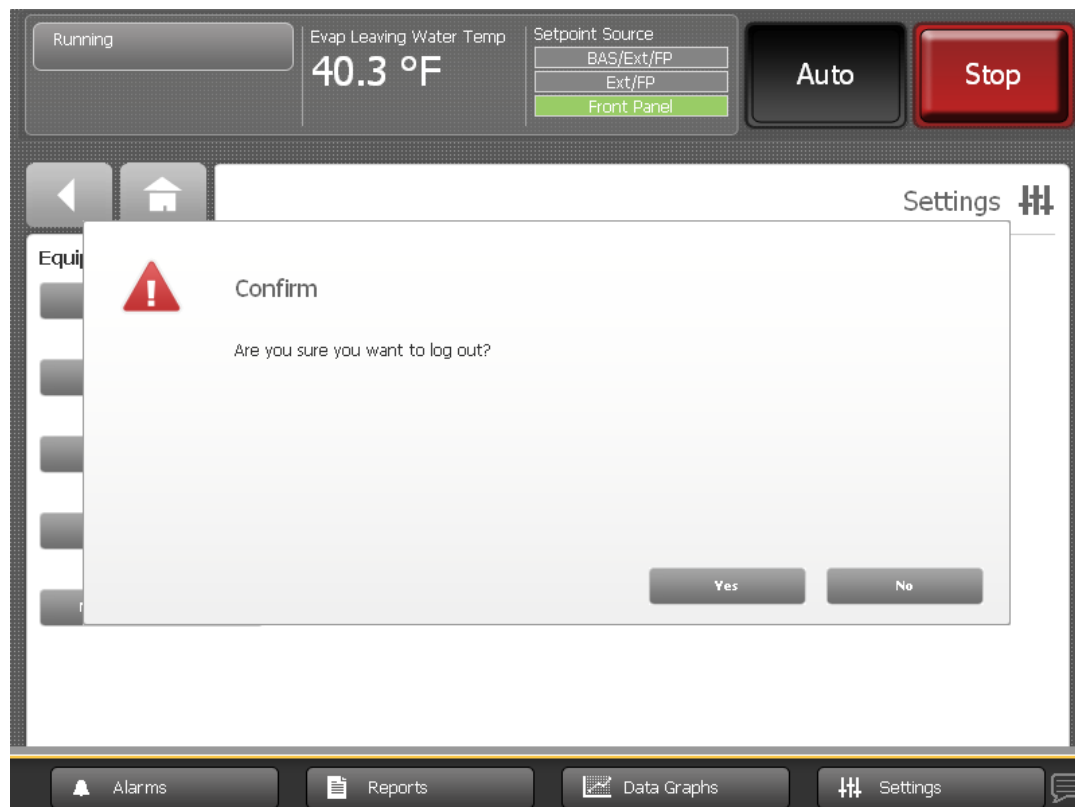 Running
Evap Leaving Water Temp
40.3 °F
Setpoint Source
BAS/Ext/FP
Ext/FP
Front Panel
Auto
Stop
Settings
Confirm
Are you sure you want to log out?
Yes
No
Alarms
Reports
Data Graphs
Settings